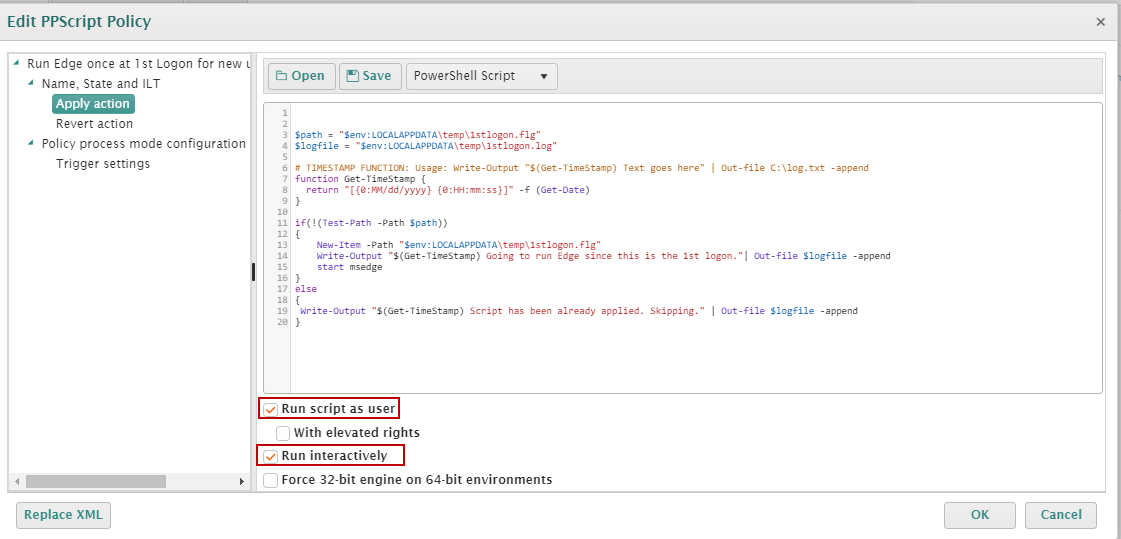 Edit PPScript Policy
×
Run Edge once at 1st Logon for new u
Name, State and ILT
Apply action
Revert action
Policy process mode configuration
Trigger settings
Open
Save
PowerShell Script
1
2
3 $path = "$env:LOCALAPPDATA\temp\1stlogon.flg"
4 $logfile = "$env:LOCALAPPDATA\temp\1stlogon.log"
5
6 # TIMESTAMP FUNCTION: Usage: Write-Output "$(Get-TimeStamp) Text goes here" | Out-file C:\log.txt -append
7 function Get-TimeStamp {
8 return "[{0:MM/dd/yyyy} {0:HH:mm:ss}]" -f (Get-Date)
9 }
10
11 if(!(Test-Path -Path $path))
12 {
13 New-Item -Path "$env:LOCALAPPDATA\temp\1stlogon.flg"
14 Write-Output "$(Get-TimeStamp) Going to run Edge since this is the 1st logon."| Out-file $logfile -append
15 start msedge
16 }
17 else
18 {
19 Write-Output "$(Get-TimeStamp) Script has been already applied. Skipping." | Out-file $logfile -append
20 }
Run script as user
With elevated rights
Run interactively
Force 32-bit engine on 64-bit environments
Replace XML
OK
Cancel